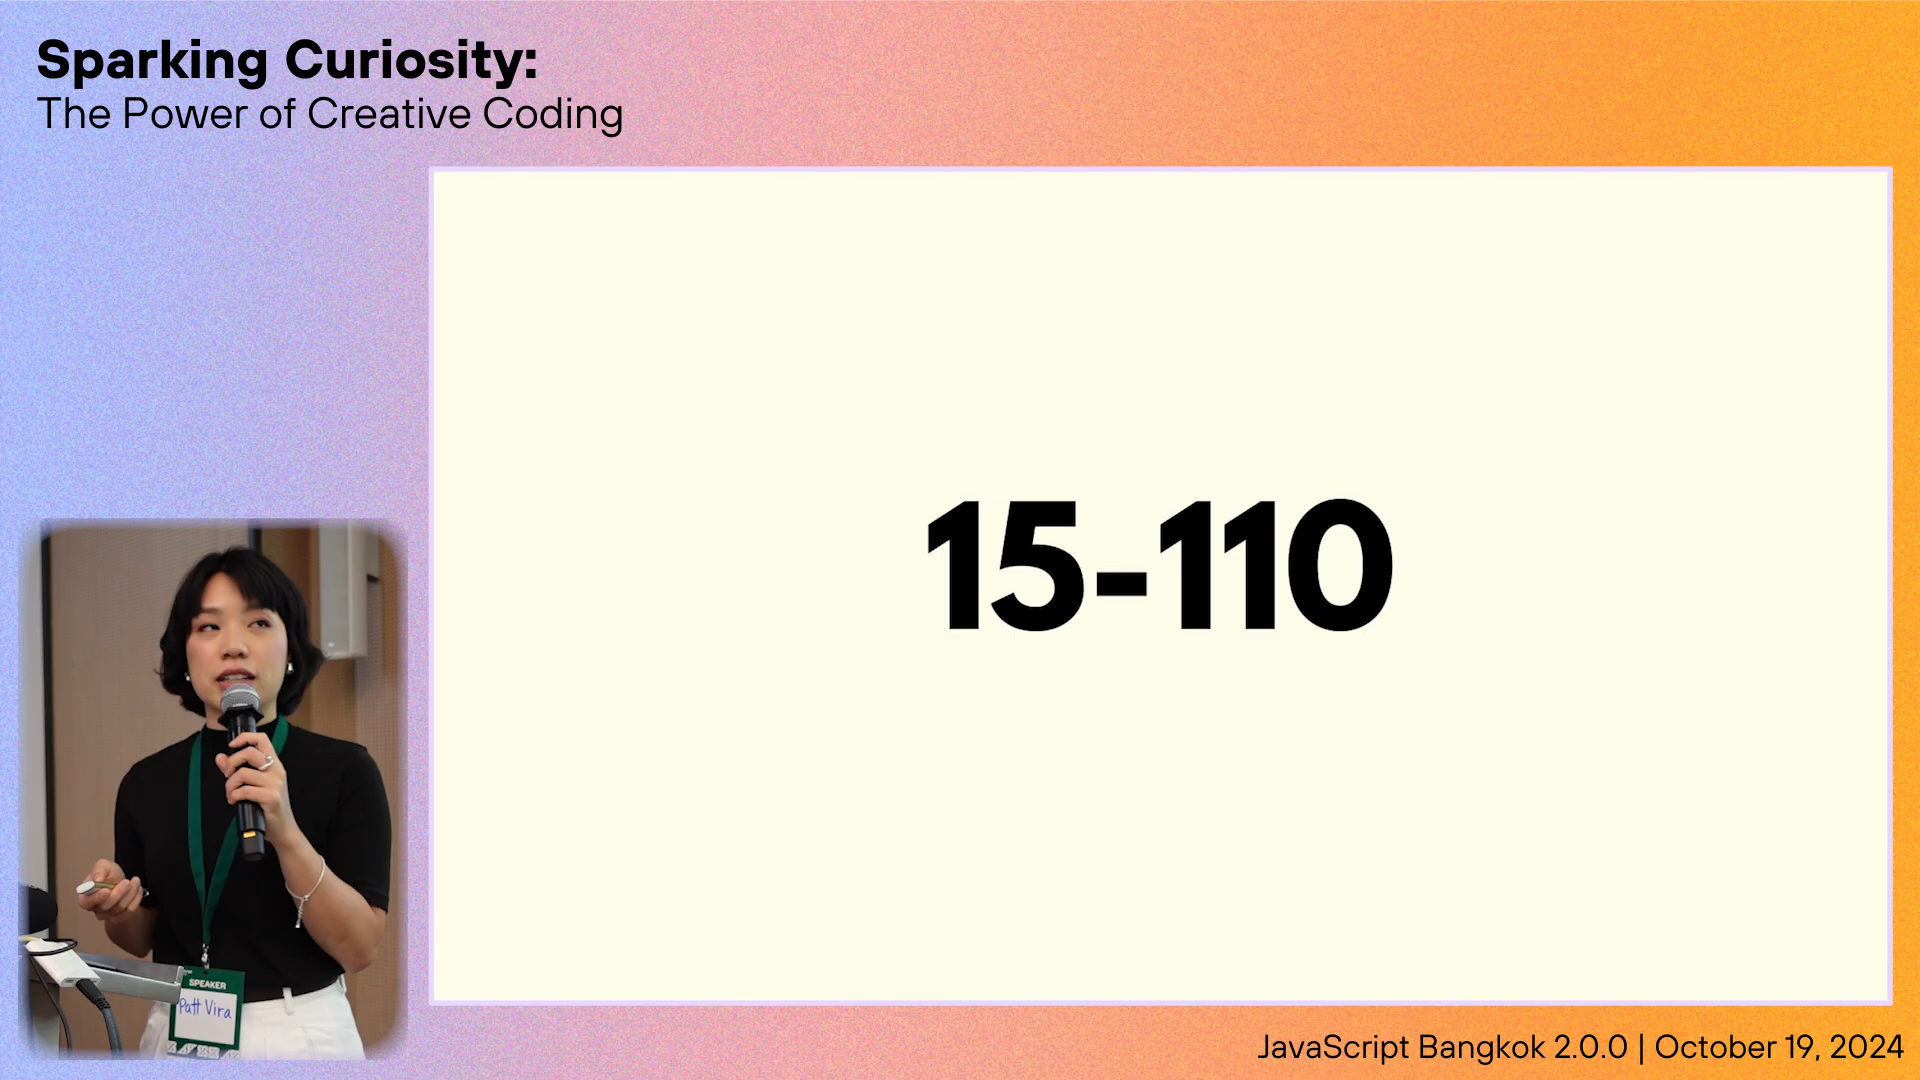 Sparking Curiosity:
The Power of Creative Coding
15-110
SPEAKER
Patt Vira
JavaScript Bangkok 2.0.0 | October 19, 2024